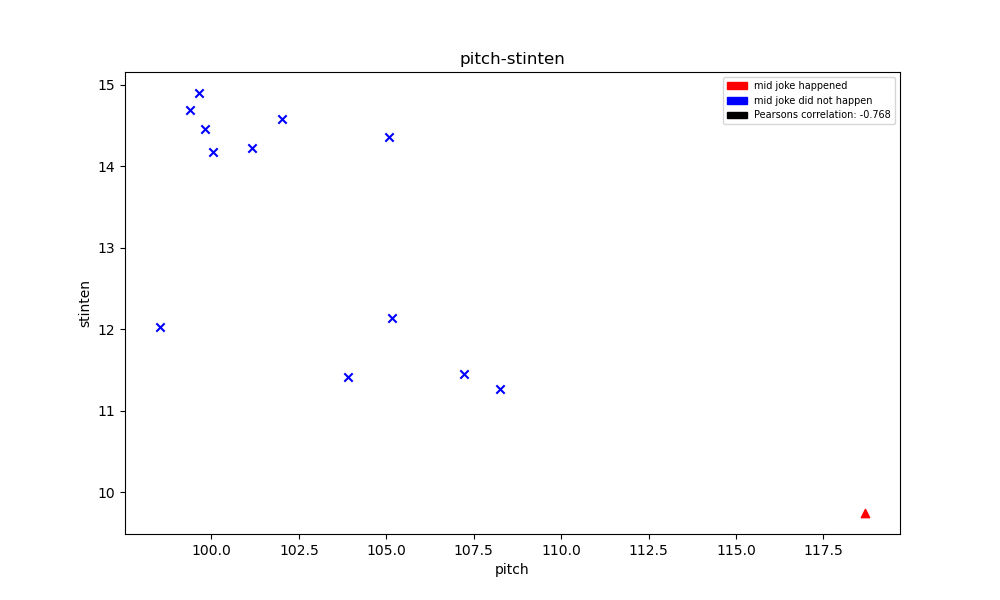 pitch-stinten
mid joke happened
mid joke did not happen
Pearsons correlation: -0.768
15
14
13
12
11
10
stinten
100.0 102.5 105.0 107.5 110.0 112.5 115.0 117.5
pitch